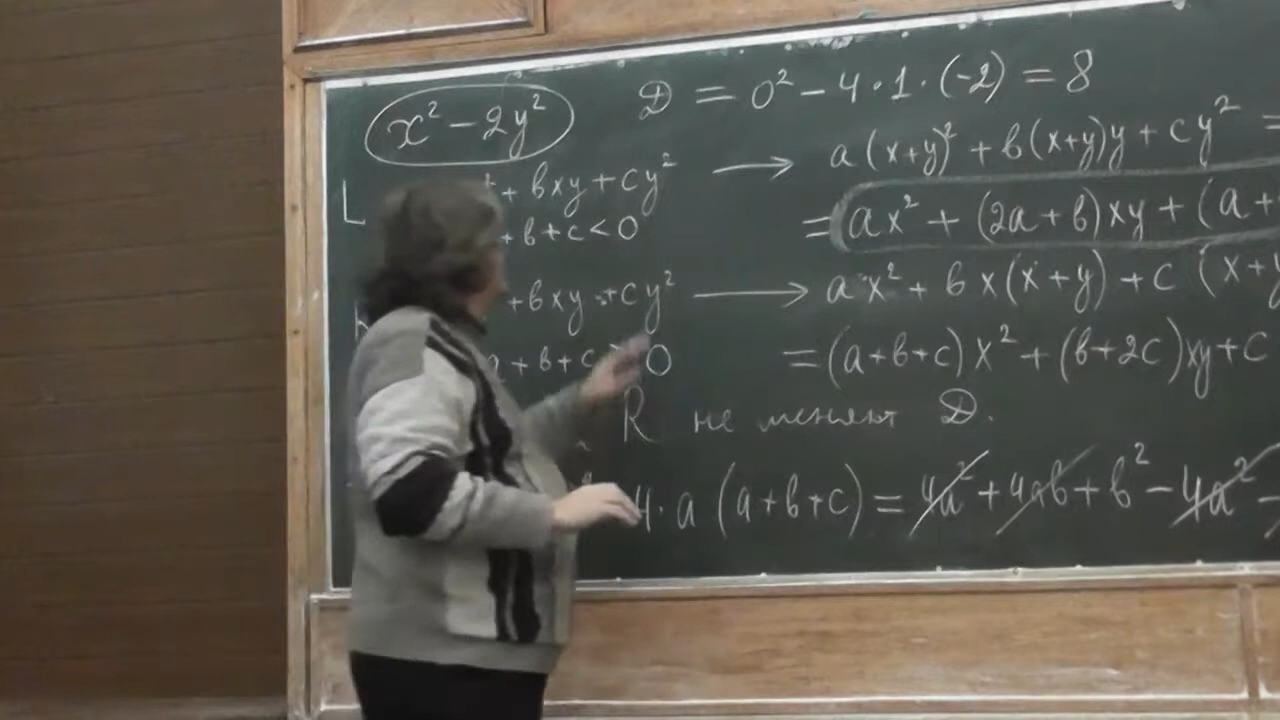 x² − 2y²   D = 0² − 4·1·(−2) = 8
L   + bxy + cy² ⟶ a(x+y)² + b(x+y)y + cy² =
+ b + c < 0   = ax² + (2a+b)xy + (a+
+ bxy + cy² ⟶ ax² + bx(x+y) + c(x+y
a + b + c > 0   = (a+b+c)x² + (b+2c)xy + c
R не меняют D.
4·a(a+b+c) = 4a² + 4ab + b² − 4a² −